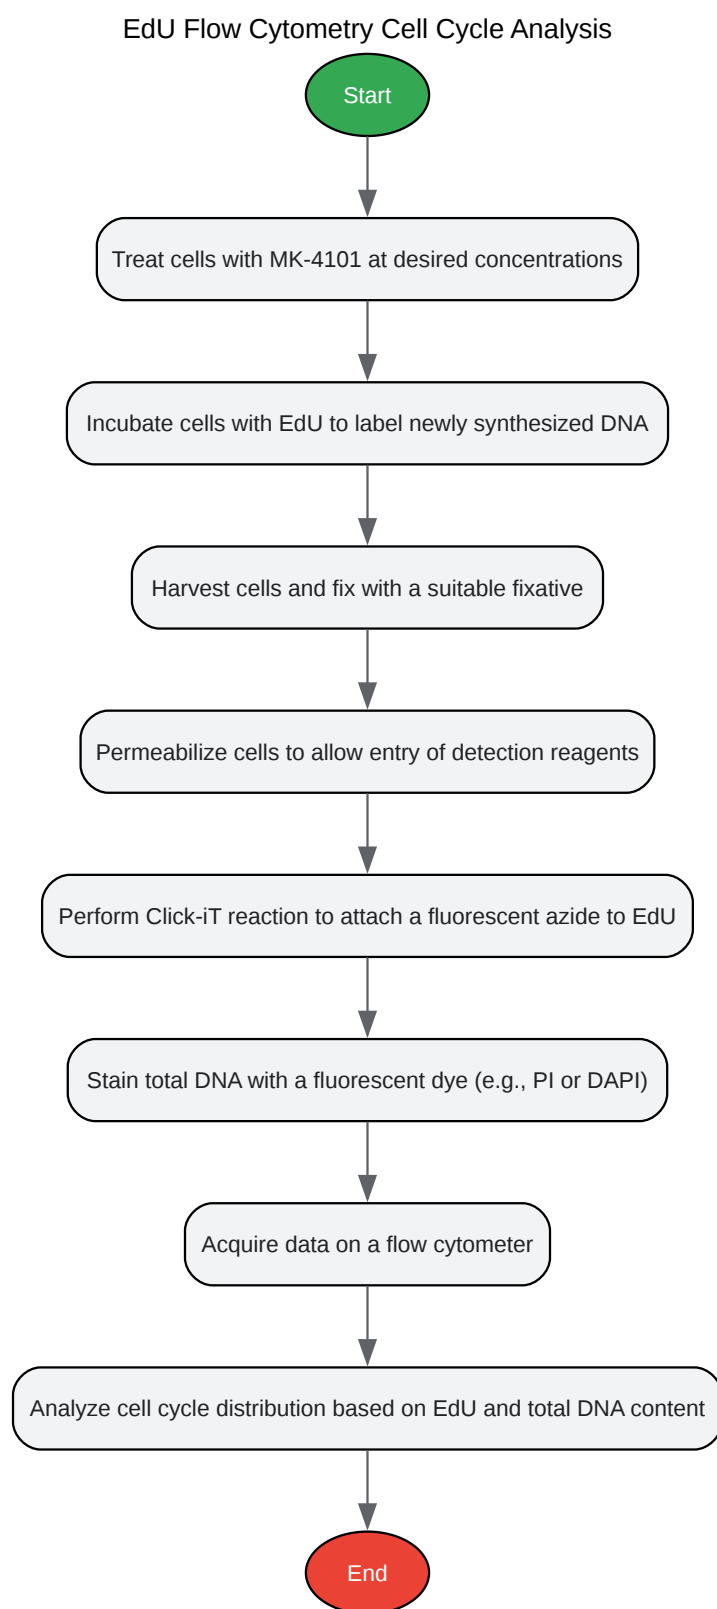 EdU Flow Cytometry Cell Cycle Analysis
Start
Treat cells with MK-4101 at desired concentrations
Incubate cells with EdU to label newly synthesized DNA
Harvest cells and fix with a suitable fixative
Permeabilize cells to allow entry of detection reagents
Perform Click-iT reaction to attach a fluorescent azide to EdU
Stain total DNA with a fluorescent dye (e.g., PI or DAPI)
Acquire data on a flow cytometer
Analyze cell cycle distribution based on EdU and total DNA content
End